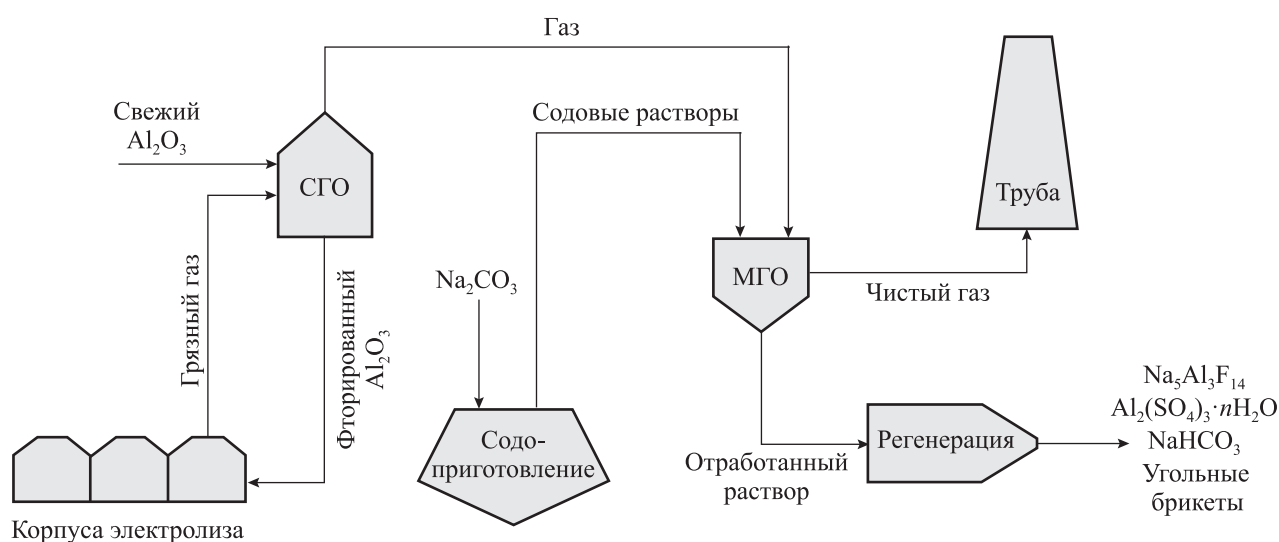 Газ
Свежий
Al₂O₃
СГО
Содовые растворы
Труба
Грязный газ
Фторированный
Al₂O₃
Na₂CO₃
МГО
Чистый газ
Содо-
приготовление
Отработанный
раствор
Регенерация
Na₅Al₃F₁₄
Al₂(SO₄)₃·nH₂O
NaHCO₃
Угольные
брикеты
Корпуса электролиза